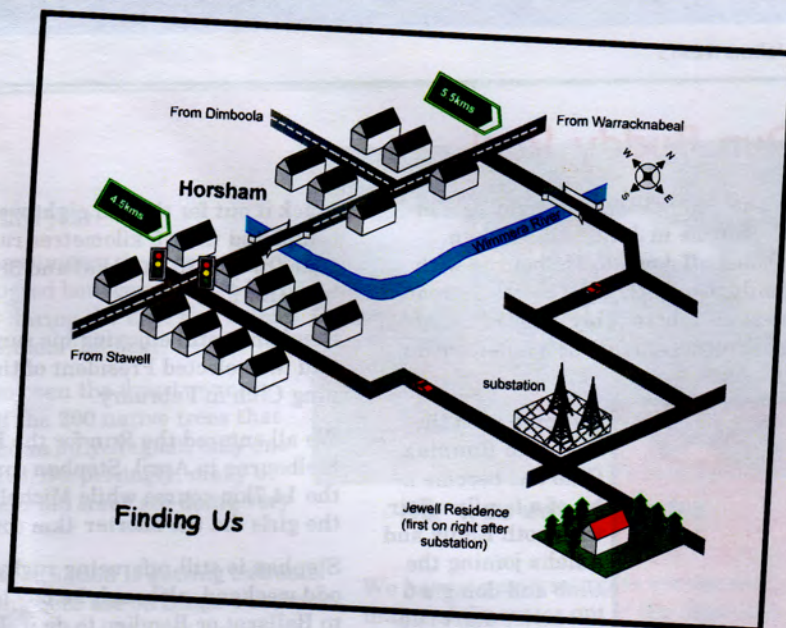 5.5kms
From Dimboola
From Warracknabeal
N
W
E
S
Horsham
4.5kms
Wimmera River
From Stawell
substation
Jewell Residence
(first on right after
substation)
Finding Us